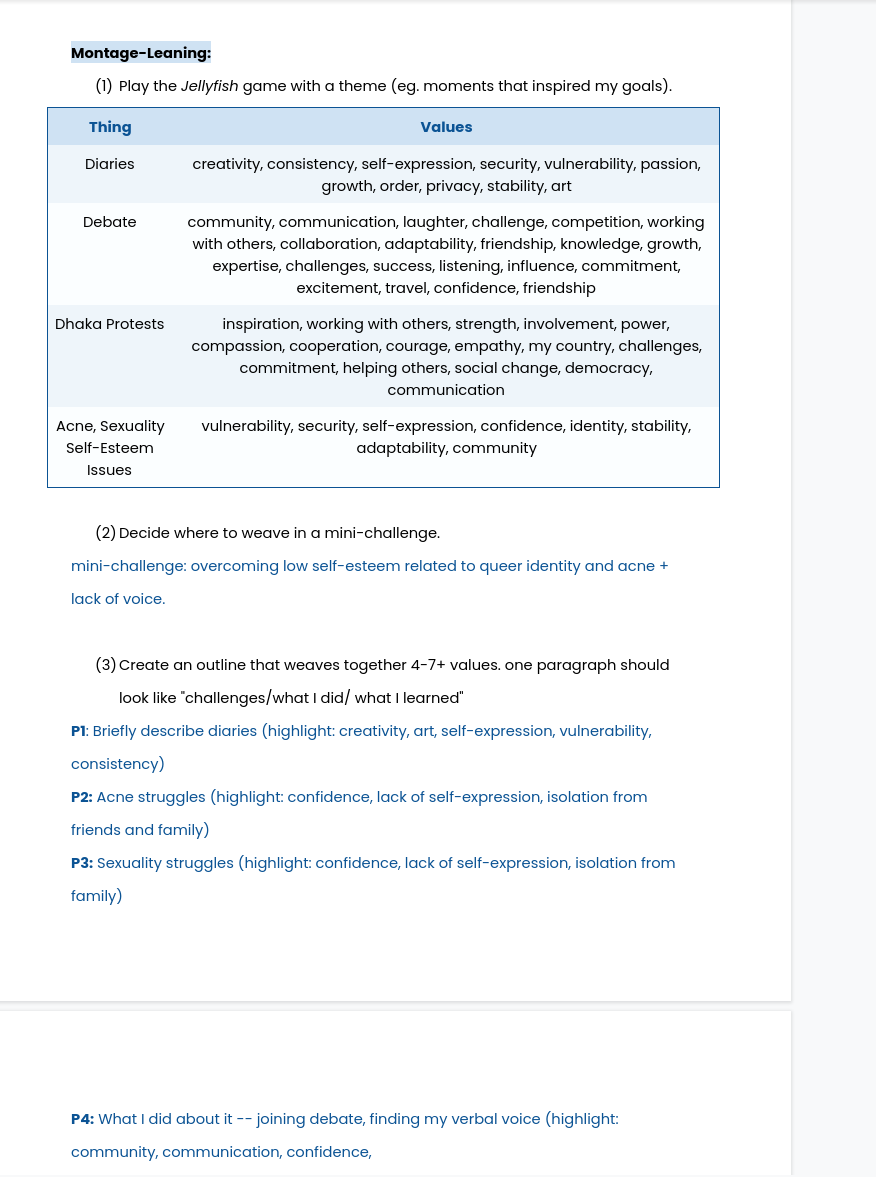 Montage-Leaning:
(1) Play the Jellyfish game with a theme (eg. moments that inspired my goals).
Thing Values
Diaries creativity, consistency, self-expression, security, vulnerability, passion,
growth, order, privacy, stability, art
Debate community, communication, laughter, challenge, competition, working
with others, collaboration, adaptability, friendship, knowledge, growth,
expertise, challenges, success, listening, influence, commitment,
excitement, travel, confidence, friendship
Dhaka Protests inspiration, working with others, strength, involvement, power,
compassion, cooperation, courage, empathy, my country, challenges,
commitment, helping others, social change, democracy,
communication
Acne, Sexuality vulnerability, security, self-expression, confidence, identity, stability,
Self-Esteem adaptability, community
Issues
(2) Decide where to weave in a mini-challenge.
mini-challenge: overcoming low self-esteem related to queer identity and acne +
lack of voice.
(3) Create an outline that weaves together 4-7+ values. one paragraph should
look like "challenges/what I did/ what I learned"
P1: Briefly describe diaries (highlight: creativity, art, self-expression, vulnerability,
consistency)
P2: Acne struggles (highlight: confidence, lack of self-expression, isolation from
friends and family)
P3: Sexuality struggles (highlight: confidence, lack of self-expression, isolation from
family)
P4: What I did about it -- joining debate, finding my verbal voice (highlight:
community, communication, confidence,